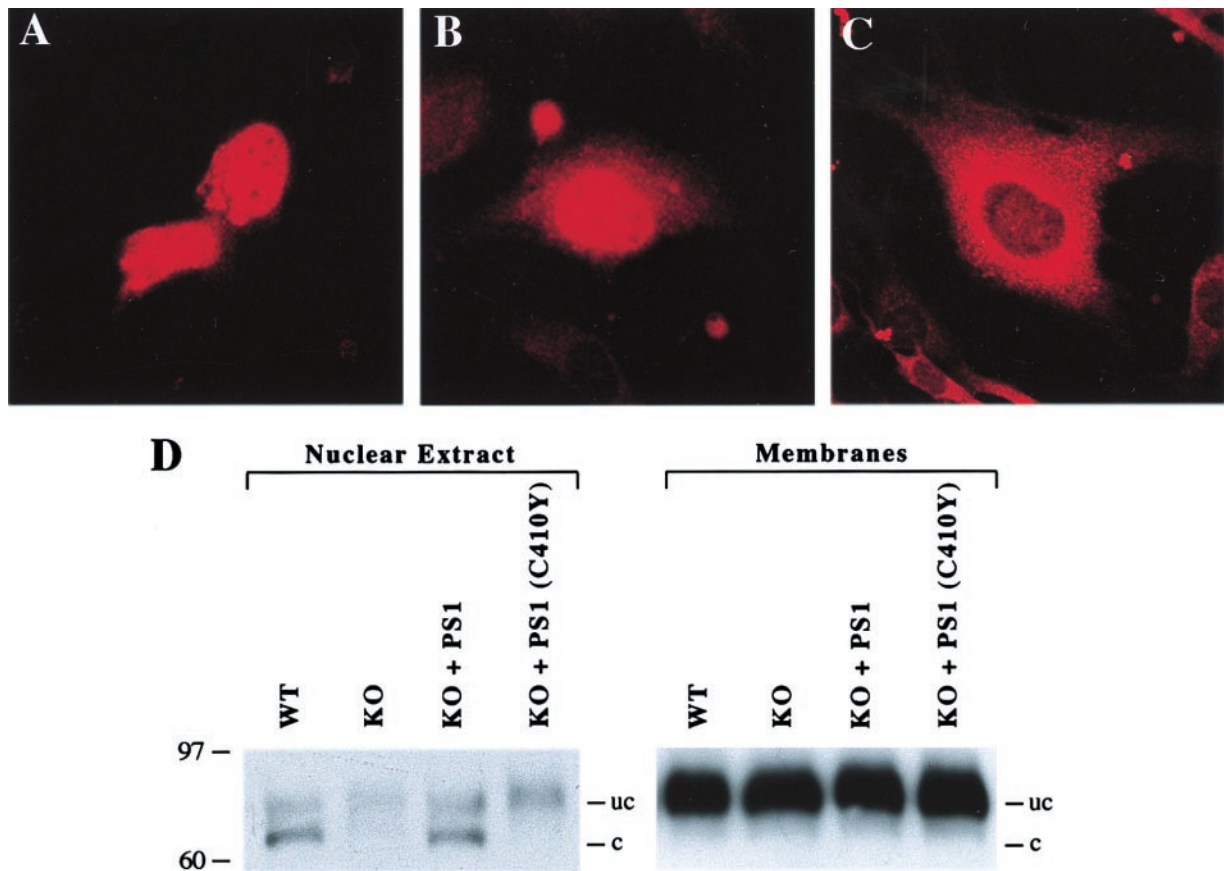 A B C
D
Nuclear Extract Membranes
WT KO KO + PS1 KO + PS1 (C410Y) WT KO KO + PS1 KO + PS1 (C410Y)
97 –
– uc – uc
– c – c
60 –